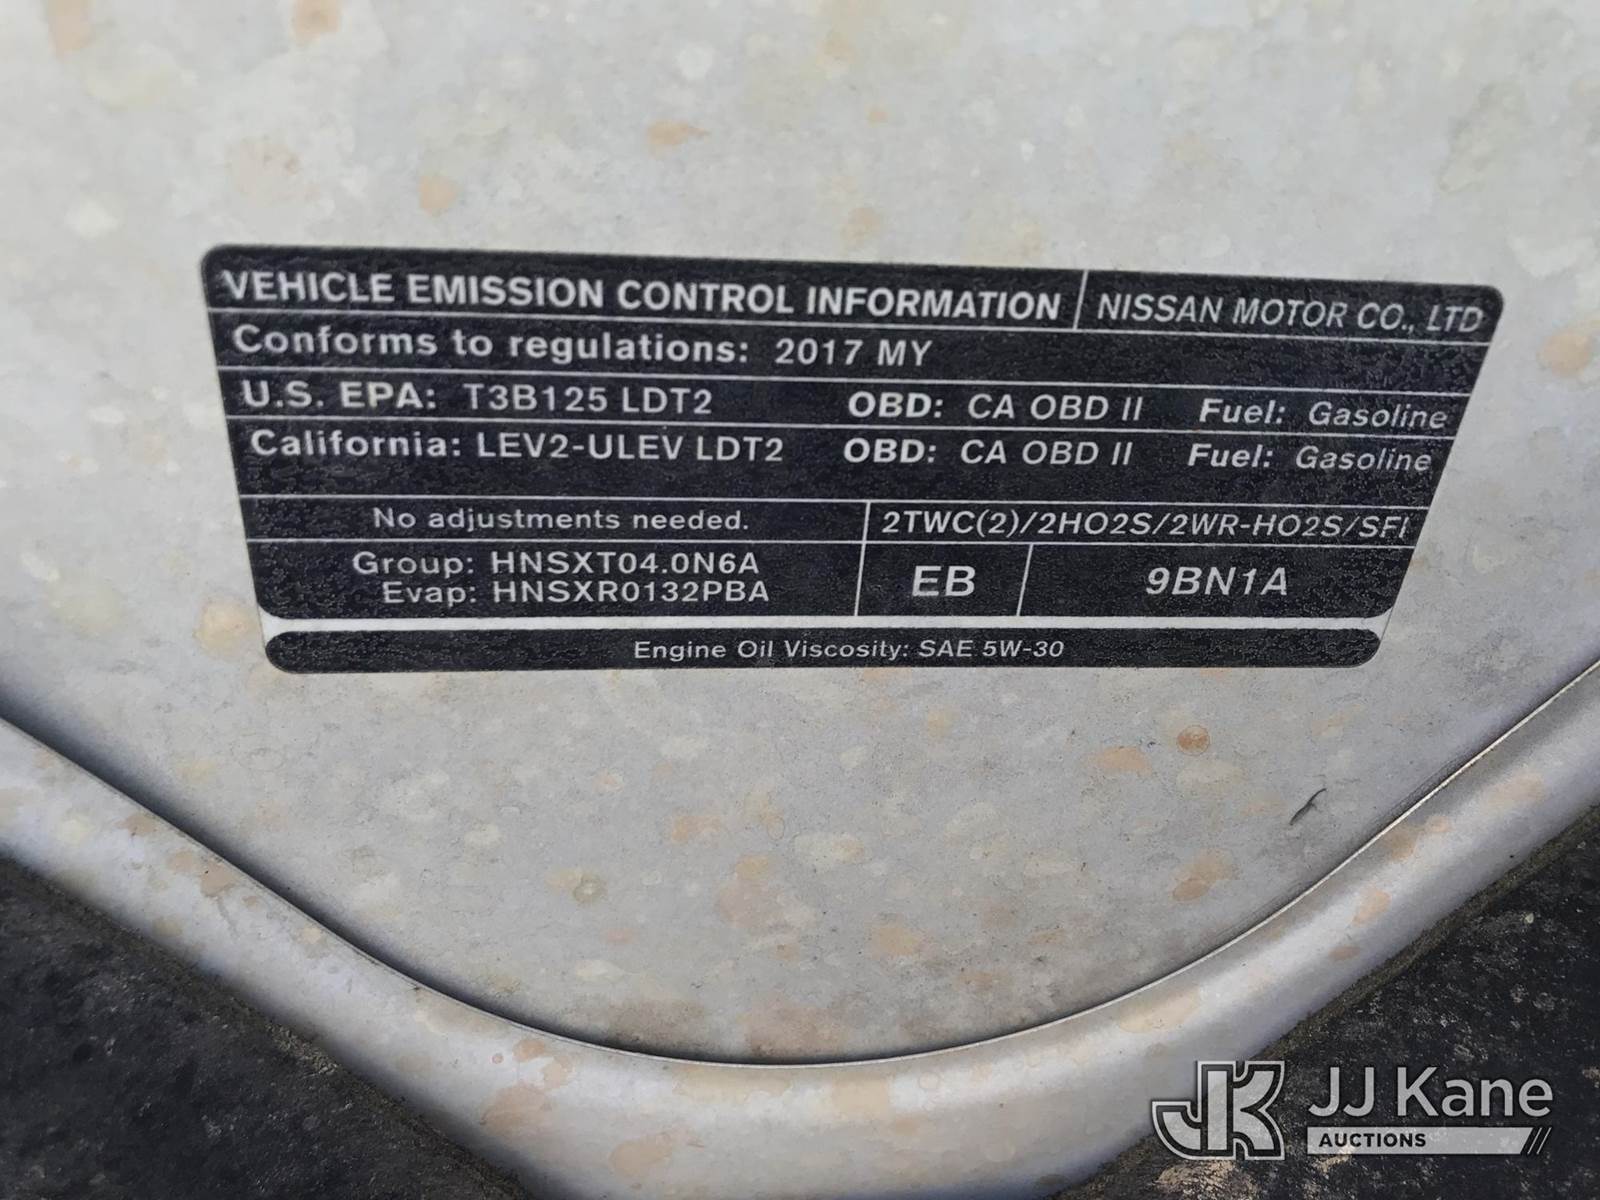 VEHICLE EMISSION CONTROL INFORMATION NISSAN MOTOR CO., LTD
Conforms to regulations: 2017 MY
U.S. EPA: T3B125 LDT2 OBD: CA OBD II Fuel: Gasoline
California: LEV2-ULEV LDT2 OBD: CA OBD II Fuel: Gasoline
No adjustments needed. 2TWC(2)/2HO2S/2WR-HO2S/SFI
Group: HNSXT04.0N6A
Evap: HNSXR0132PBA
EB 9BN1A
Engine Oil Viscosity: SAE 5W-30
JK JJ Kane
AUCTIONS